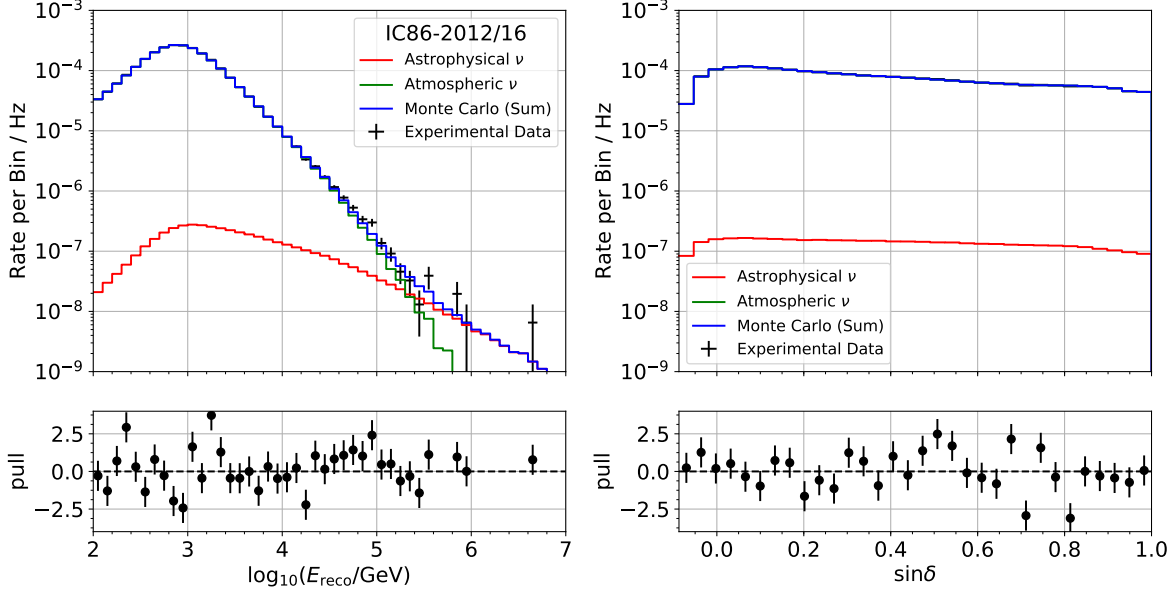 IC86-2012/16
Astrophysical ν
Atmospheric ν
Monte Carlo (Sum)
Experimental Data
Rate per Bin / Hz
10⁻³
10⁻⁴
10⁻⁵
10⁻⁶
10⁻⁷
10⁻⁸
10⁻⁹
Rate per Bin / Hz
10⁻³
10⁻⁴
10⁻⁵
10⁻⁶
10⁻⁷
10⁻⁸
10⁻⁹
Astrophysical ν
Atmospheric ν
Monte Carlo (Sum)
Experimental Data
pull
2.5
0.0
−2.5
2 3 4 5 6 7
log₁₀(E_reco/GeV)
pull
2.5
0.0
−2.5
0.0 0.2 0.4 0.6 0.8 1.0
sinδ